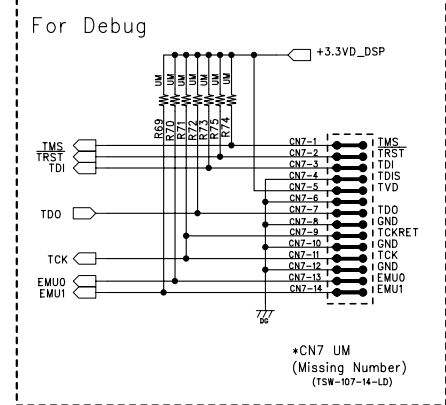 For Debug
+3.3VD_DSP
UM UM UM UM UM UM UM
R69 R70 R71 R72 R73 R75 R74
TMS CN7-1 TMS
TRST CN7-2 TRST
TDI CN7-3 TDI
CN7-4 TDIS
CN7-5 TVD
CN7-6
TDO CN7-7 TDO
CN7-8 GND
CN7-9 TCKRET
CN7-10 GND
TCK CN7-11 TCK
CN7-12 GND
EMU0 CN7-13 EMU0
EMU1 CN7-14 EMU1
DG
*CN7 UM
(Missing Number)
(TSW-107-14-LD)